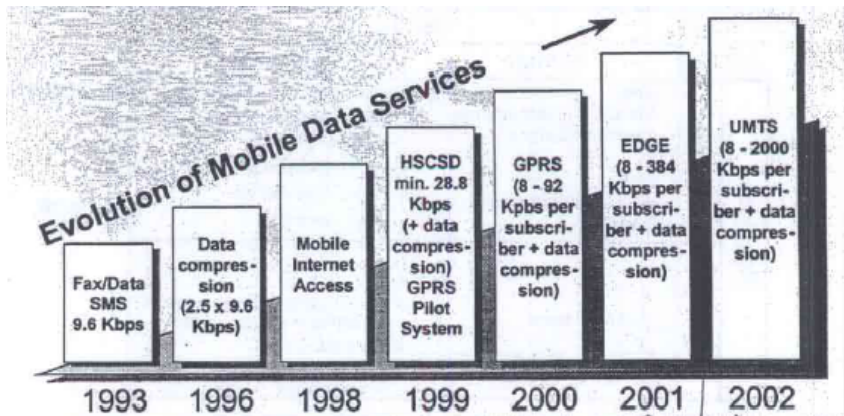 Evolution of Mobile Data Services
Fax/Data
SMS
9.6 Kbps
Data
compres-
sion
(2.5 x 9.6
Kbps)
Mobile
Internet
Access
HSCSD
min. 28.8
Kbps
(+ data
compres-
sion)
GPRS
Pilot
System
GPRS
(8 - 92
Kpbs per
subscri-
ber + data
compres-
sion)
EDGE
(8 - 384
Kbps per
subscri-
ber + data
compres-
sion)
UMTS
(8 - 2000
Kbps per
subscri-
ber + data
compres-
sion)
1993 1996 1998 1999 2000 2001 2002